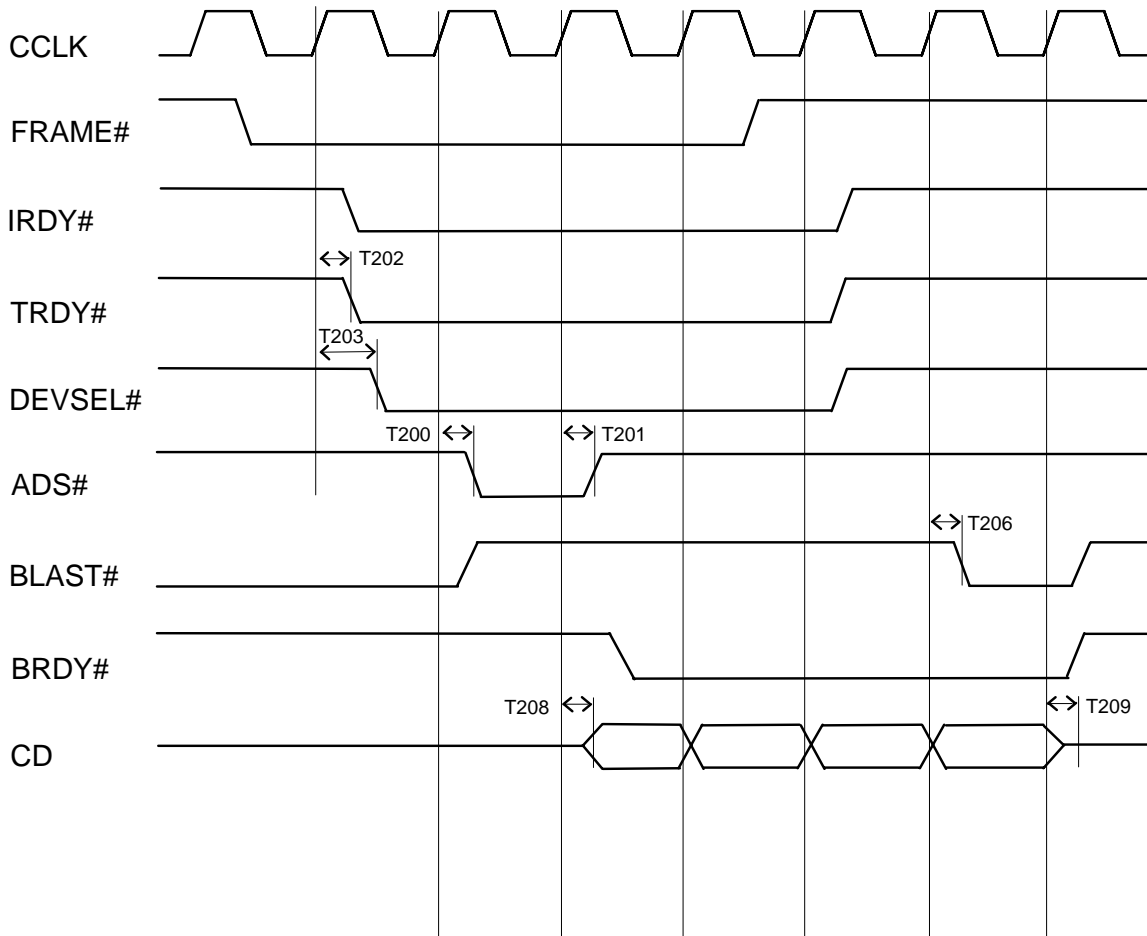 CCLK
FRAME#
IRDY#
T202
TRDY#
T203
DEVSEL#
T200
T201
ADS#
T206
BLAST#
BRDY#
T208
T209
CD